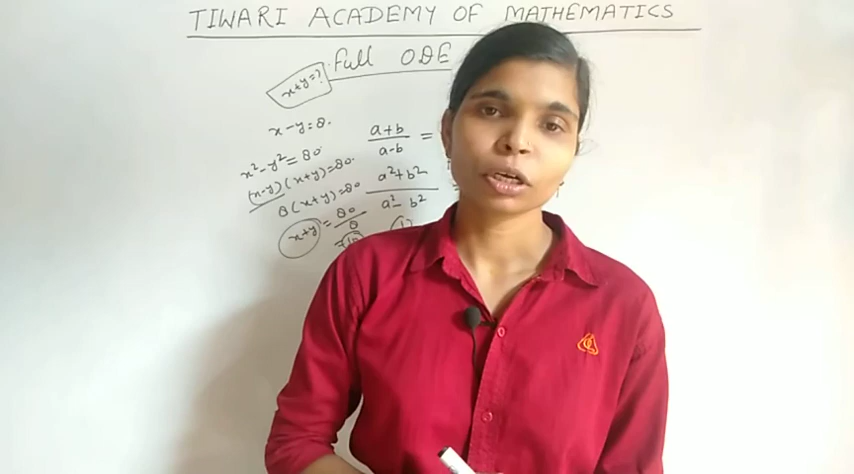 TIWARI ACADEMY OF MATHEMATICS
Full ODE
x+y=?
x-y=8.
x²-y²=80
(x-y)(x+y)=80.
8(x+y)=80
x+y=80/8
=10
a+b/a-b =
a²+b²/a²-b²